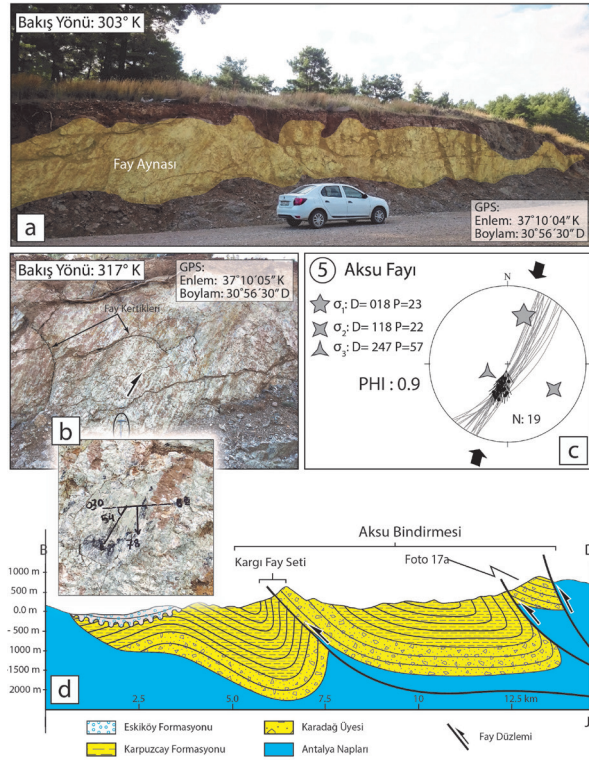 Bakış Yönü: 303° K
Fay Aynası
GPS:
Enlem: 37°10´04″K
Boylam: 30°56´30″D
a
Bakış Yönü: 317° K
GPS:
Enlem: 37°10´05″K
Boylam: 30°56´30″D
Fay Kertikleri
b
5 Aksu Fayı
N
σ1: D= 018 P=23
σ2: D= 118 P=22
σ3: D= 247 P=57
PHI : 0.9
N: 19
c
030
54
78
Aksu Bindirmesi
B
D
Kargı Fay Seti
Foto 17a
1000 m
500 m
0.0 m
- 500 m
1000 m
1500 m
2000 m
d
2.5
5.0
7.5
10
12.5 km
Eskiköy Formasyonu
Karadağ Üyesi
Fay Düzlemi
Karpuzcay Formasyonu
Antalya Napları